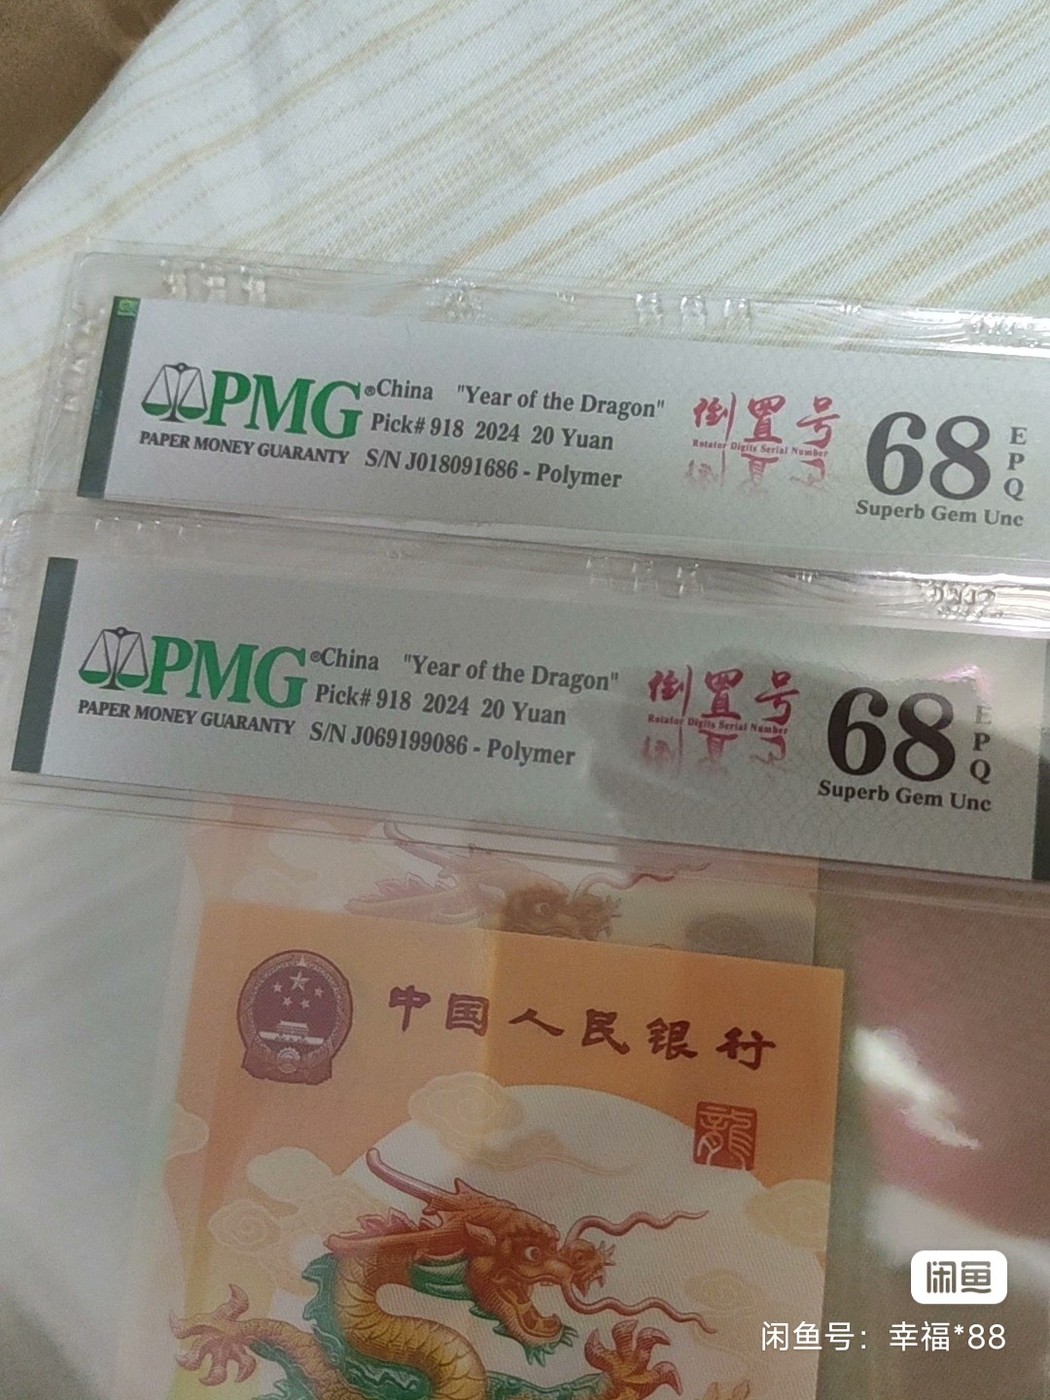 PMG
PAPER MONEY GUARANTY
®China "Year of the Dragon"
Pick# 918 2024 20 Yuan
S/N J018091686 - Polymer
倒置号
Rotator Digits Serial Number
68
EPQ
Superb Gem Unc
PMG
PAPER MONEY GUARANTY
®China "Year of the Dragon"
Pick# 918 2024 20 Yuan
S/N J069199086 - Polymer
倒置号
Rotator Digits Serial Number
68
EPQ
Superb Gem Unc
中国人民银行
龍
闲鱼
闲鱼号：幸福*88